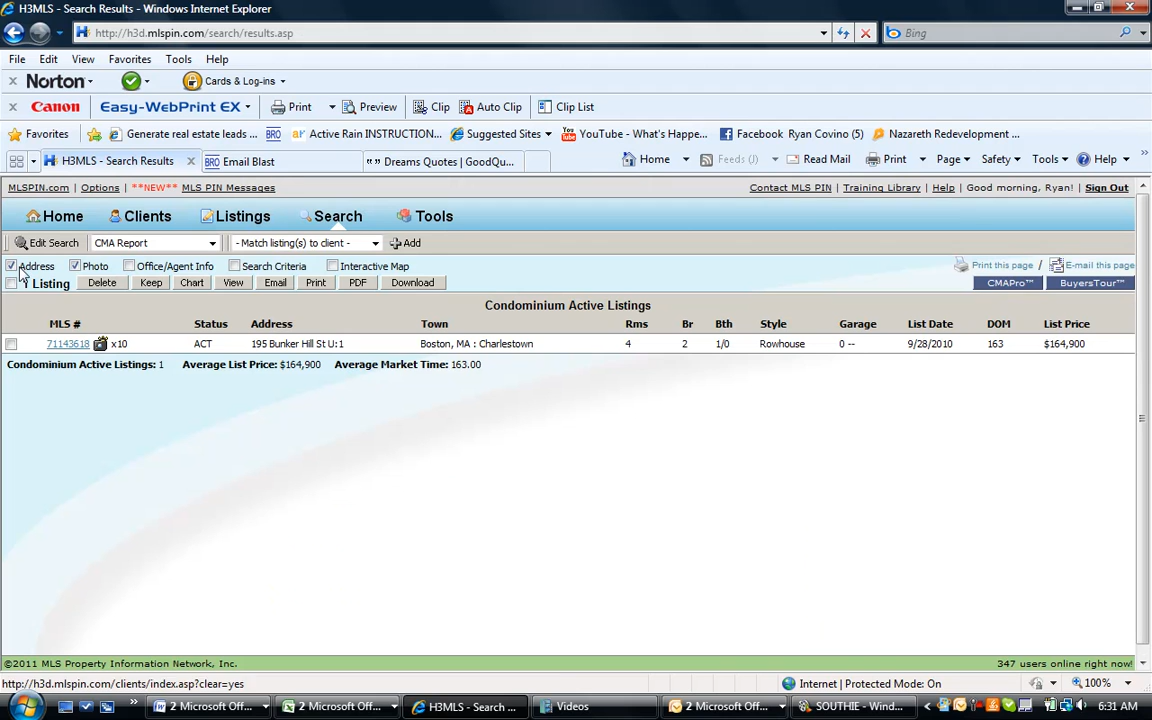 H3MLS - Search Results - Windows Internet Explorer
http://h3d.mlspin.com/search/results.asp
Bing
File Edit View Favorites Tools Help
Norton Cards & Log-ins
Canon Easy-WebPrint EX Print Preview Clip Auto Clip Clip List
Favorites Generate real estate leads ... BRO ar Active Rain INSTRUCTION... Suggested Sites YouTube - What's Happe... Facebook Ryan Covino (5) Nazareth Redevelopment ...
H3MLS - Search Results BRO Email Blast Dreams Quotes | GoodQu... Home Feeds (J) Read Mail Print Page Safety Tools Help
MLSPIN.com | Options | **NEW** MLS PIN Messages Contact MLS PIN | Training Library | Help | Good morning, Ryan! Sign Out
Home Clients Listings Search Tools
Edit Search CMA Report - Match listing(s) to client - Add
Address Photo Office/Agent Info Search Criteria Interactive Map Print this page / E-mail this page
1 Listing Delete Keep Chart View Email Print PDF Download CMAPro™ BuyersTour™
Condominium Active Listings
MLS # Status Address Town Rms Br Bth Style Garage List Date DOM List Price
71143618 x10 ACT 195 Bunker Hill St U:1 Boston, MA : Charlestown 4 2 1/0 Rowhouse 0 -- 9/28/2010 163 $164,900
Condominium Active Listings: 1 Average List Price: $164,900 Average Market Time: 163.00
©2011 MLS Property Information Network, Inc. 347 users online right now!
http://h3d.mlspin.com/clients/index.asp?clear=yes Internet | Protected Mode: On 100%
2 Microsoft Offi... 2 Microsoft Offi... H3MLS - Search ... Videos 2 Microsoft Offi... SOUTHIE - Win... 6:31 AM